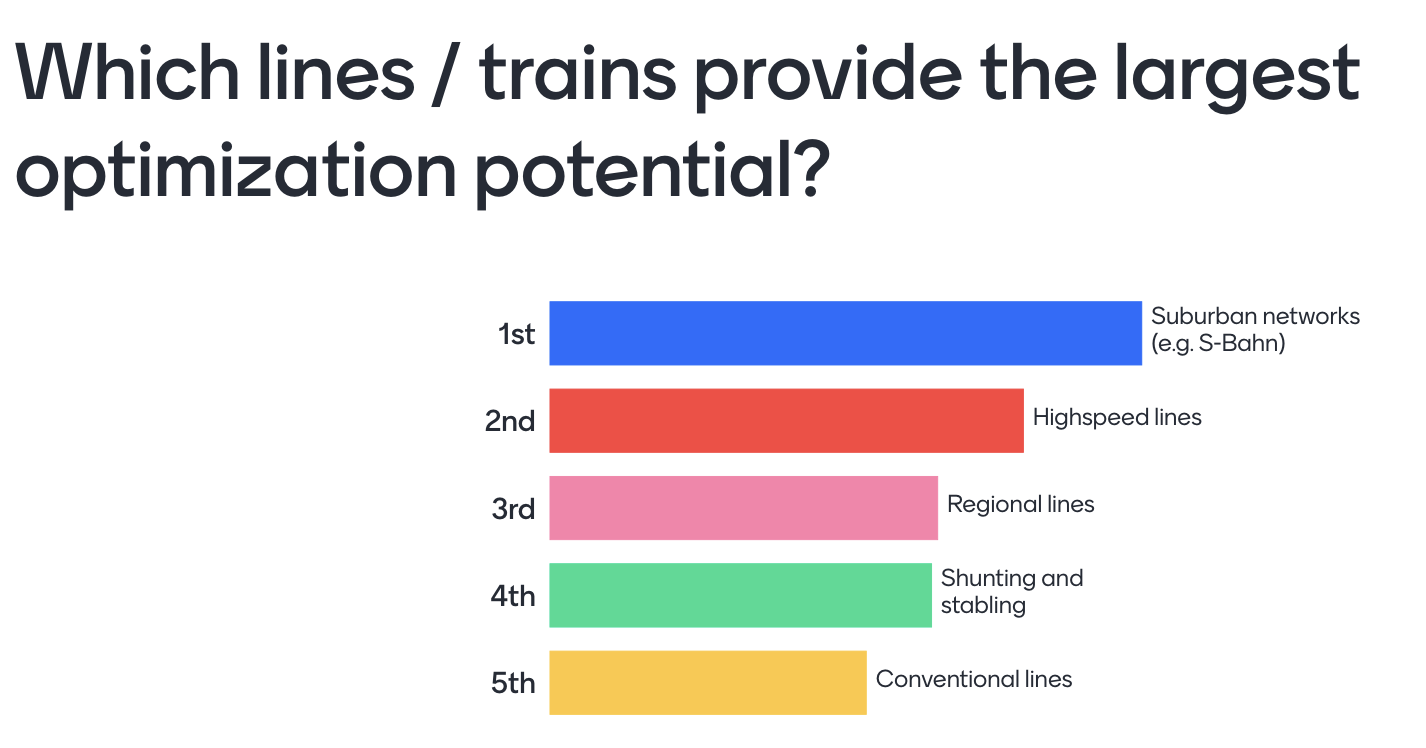 Which lines / trains provide the largest
optimization potential?
1st
Suburban networks
(e.g. S-Bahn)
2nd
Highspeed lines
3rd
Regional lines
4th
Shunting and
stabling
5th
Conventional lines